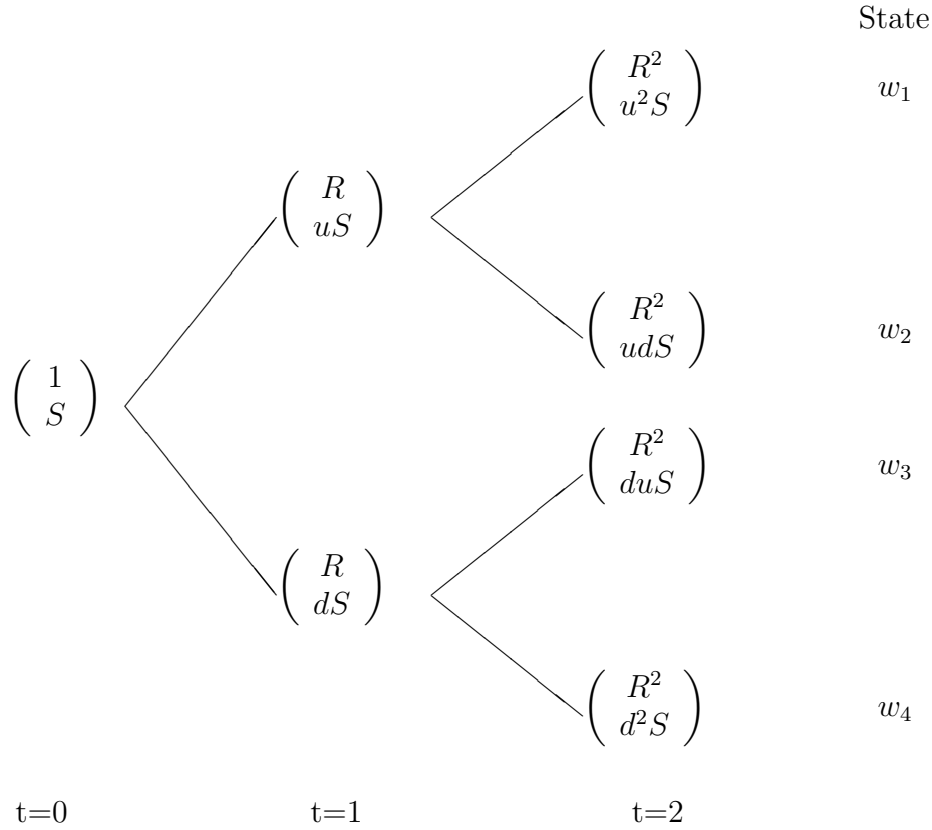 State
R²
u²S
w₁
R
uS
R²
udS
w₂
1
S
R²
duS
w₃
R
dS
R²
d²S
w₄
t=0 t=1 t=2